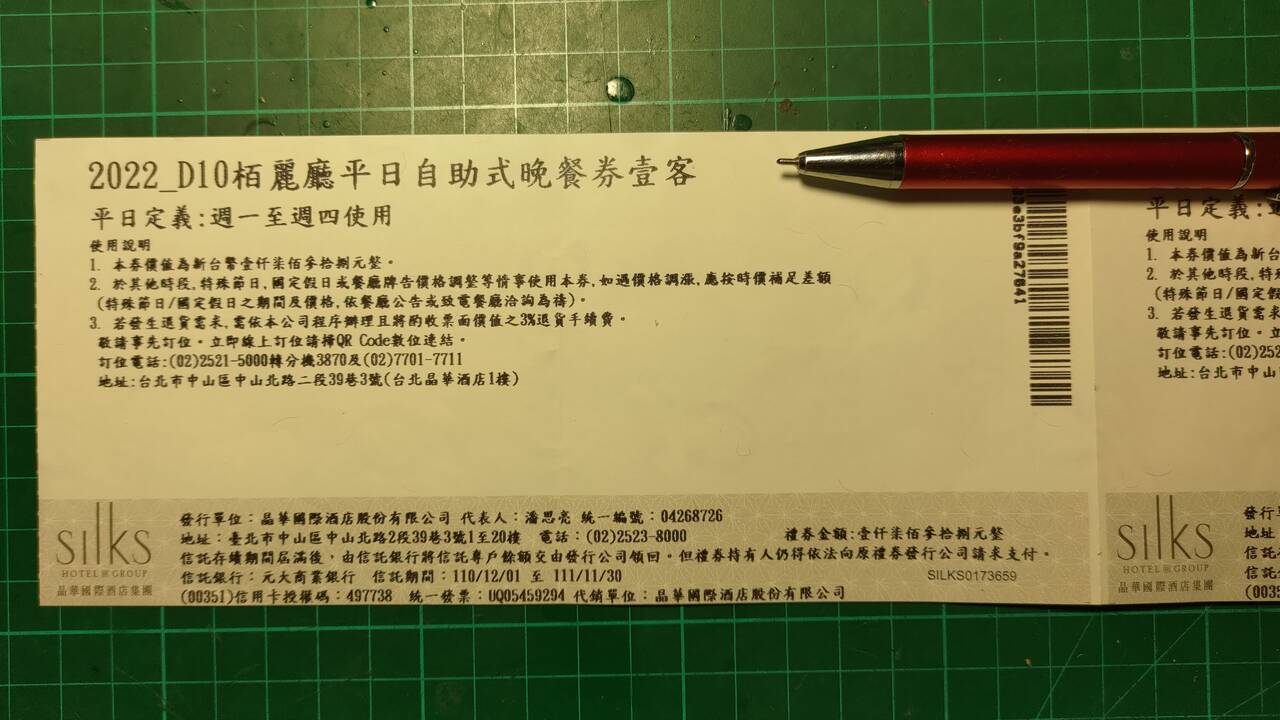 2022_D10栢麗廳平日自助式晚餐券壹客
平日定義:週一至週四使用
使用說明
1. 本券價值為新台幣壹仟柒佰參拾捌元整。
2. 於其他時段,特殊節日,國定假日或餐廳牌告價格調整等情事使用本券,如遇價格調漲,應按時價補足差額
(特殊節日/國定假日之期間及價格,依餐廳公告或致電餐廳洽詢為禱)。
3. 若發生退貨需求,需依本公司程序辦理且將酌收票面價值之3%退貨手續費。
敬請事先訂位。立即線上訂位請掃QR Code數位連結。
訂位電話:(02)2521-5000轉分機3870及(02)7701-7711
地址:台北市中山區中山北路二段39巷3號(台北晶華酒店1樓)
3e3bf9a27841
silks
HOTEL GROUP
晶華國際酒店集團
發行單位：晶華國際酒店股份有限公司 代表人：潘思亮 統一編號：04268726
地址：臺北市中山區中山北路2段39巷3號1至20樓 電話：(02)2523-8000 禮券金額:壹仟柒佰參拾捌元整
信託存續期間屆滿後，由信託銀行將信託專戶餘額交由發行公司領回。但禮券持有人仍得依法向原禮券發行公司請求支付。
信託銀行：元大商業銀行 信託期間：110/12/01 至 111/11/30 SILKS0173659
(00351)信用卡授權碼：497738 統一發票：UQ05459294 代銷單位：晶華國際酒店股份有限公司
平日定義:
使用說明
1. 本券價值為新台
2. 於其他時段,特殊
(特殊節日/國定假
3. 若發生退貨需求
敬請事先訂位。立
訂位電話:(02)252
地址:台北市中山
silks
HOTEL GROUP
晶華國際酒店集團
發行
地址
信託
信託
(003